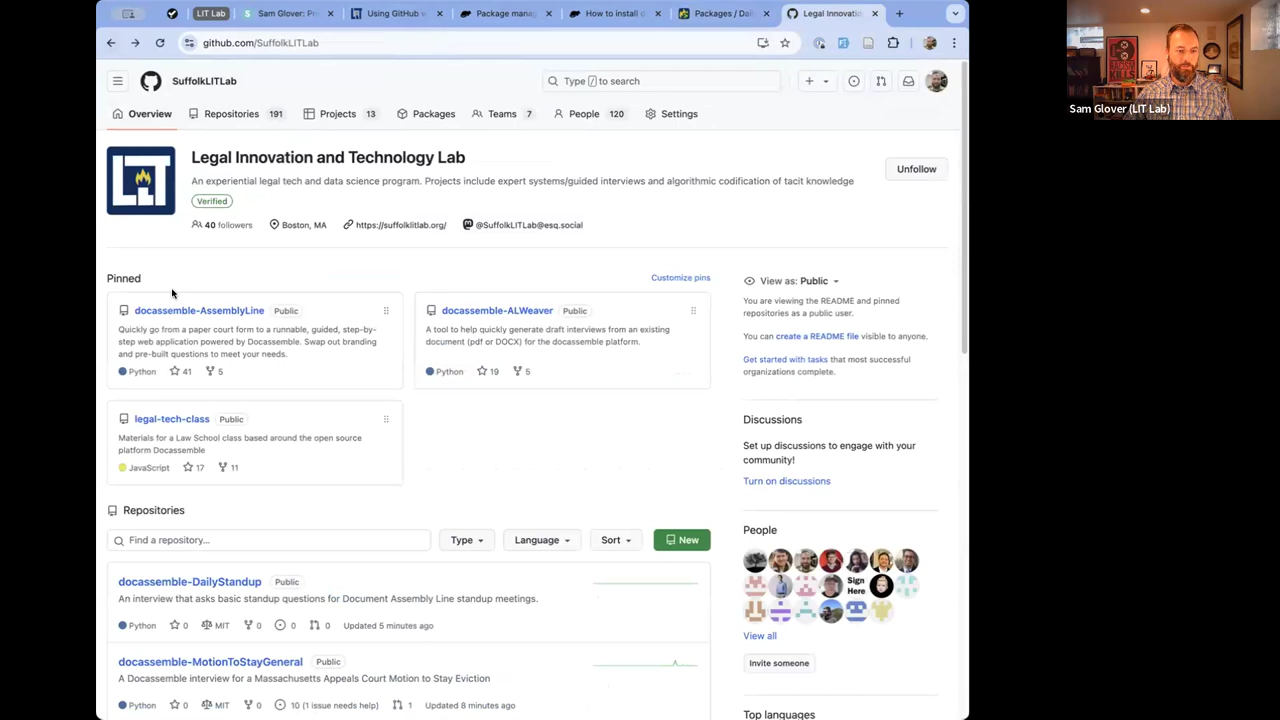 LIT Lab
Sam Glover: Pre
Using GitHub w
Package manag
How to install d
Packages / Dail
Legal Innovatio
github.com/SuffolkLITLab
SuffolkLITLab
Type / to search
Overview
Repositories 191
Projects 13
Packages
Teams 7
People 120
Settings
LIT
Legal Innovation and Technology Lab
Unfollow
An experiential legal tech and data science program. Projects include expert systems/guided interviews and algorithmic codification of tacit knowledge
Verified
40 followers
Boston, MA
https://suffolklitlab.org/
@SuffolkLITLab@esq.social
Pinned
Customize pins
docassemble-AssemblyLine Public
Quickly go from a paper court form to a runnable, guided, step-by-
step web application powered by Docassemble. Swap out branding
and pre-built questions to meet your needs.
Python 41 5
docassemble-ALWeaver Public
A tool to help quickly generate draft interviews from an existing
document (pdf or DOCX) for the docassemble platform.
Python 19 5
legal-tech-class Public
Materials for a Law School class based around the open source
platform Docassemble
JavaScript 17 11
Repositories
Find a repository...
Type
Language
Sort
New
docassemble-DailyStandup Public
An interview that asks basic standup questions for Document Assembly Line standup meetings.
Python 0 MIT 0 0 0 Updated 5 minutes ago
docassemble-MotionToStayGeneral Public
A Docassemble interview for a Massachusetts Appeals Court Motion to Stay Eviction
Python 0 MIT 0 10 (1 issue needs help) 1 Updated 8 minutes ago
View as: Public
You are viewing the README and pinned
repositories as a public user.
You can create a README file visible to anyone.
Get started with tasks that most successful
organizations complete.
Discussions
Set up discussions to engage with your
community!
Turn on discussions
People
Sign
Here
View all
Invite someone
Top languages
RACISM
KILLS
Sam Glover (LIT Lab)